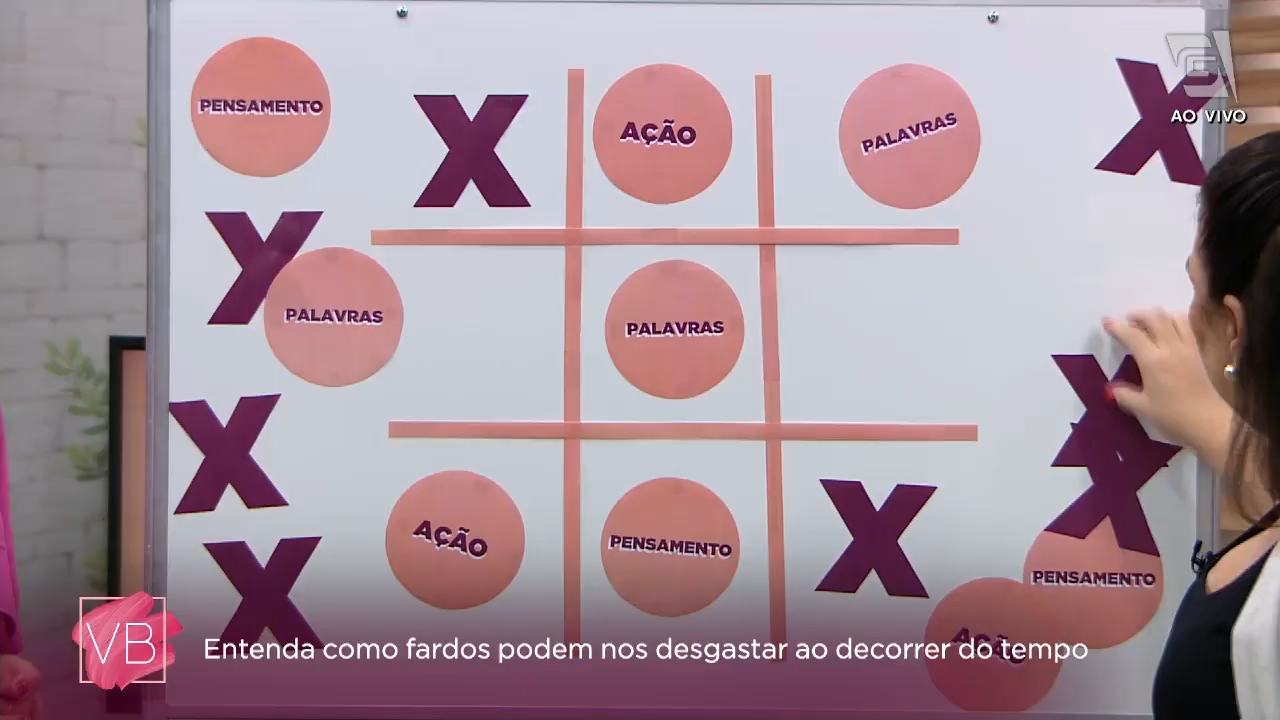 PENSAMENTO
X
AÇÃO
PALAVRAS
X
AO VIVO
X
PALAVRAS
PALAVRAS
X
X
X
AÇÃO
PENSAMENTO
X
X
PENSAMENTO
X
AÇÃO
VB
Entenda como fardos podem nos desgastar ao decorrer do tempo